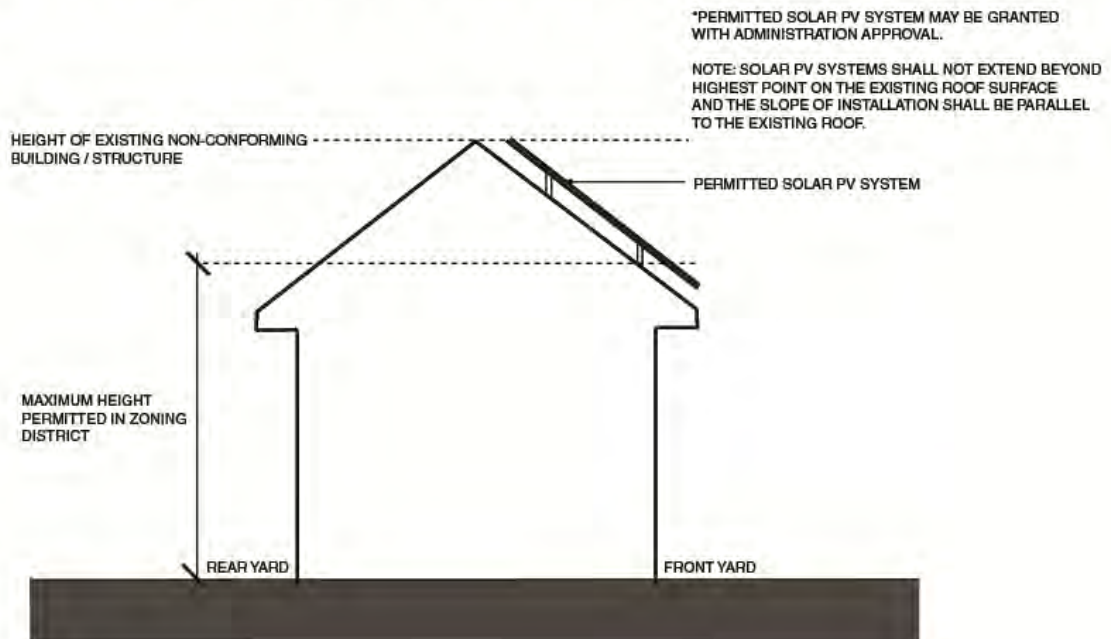 *PERMITTED SOLAR PV SYSTEM MAY BE GRANTED
WITH ADMINISTRATION APPROVAL.
NOTE: SOLAR PV SYSTEMS SHALL NOT EXTEND BEYOND
HIGHEST POINT ON THE EXISTING ROOF SURFACE
AND THE SLOPE OF INSTALLATION SHALL BE PARALLEL
TO THE EXISTING ROOF.
HEIGHT OF EXISTING NON-CONFORMING
BUILDING / STRUCTURE
PERMITTED SOLAR PV SYSTEM
MAXIMUM HEIGHT
PERMITTED IN ZONING
DISTRICT
REAR YARD
FRONT YARD